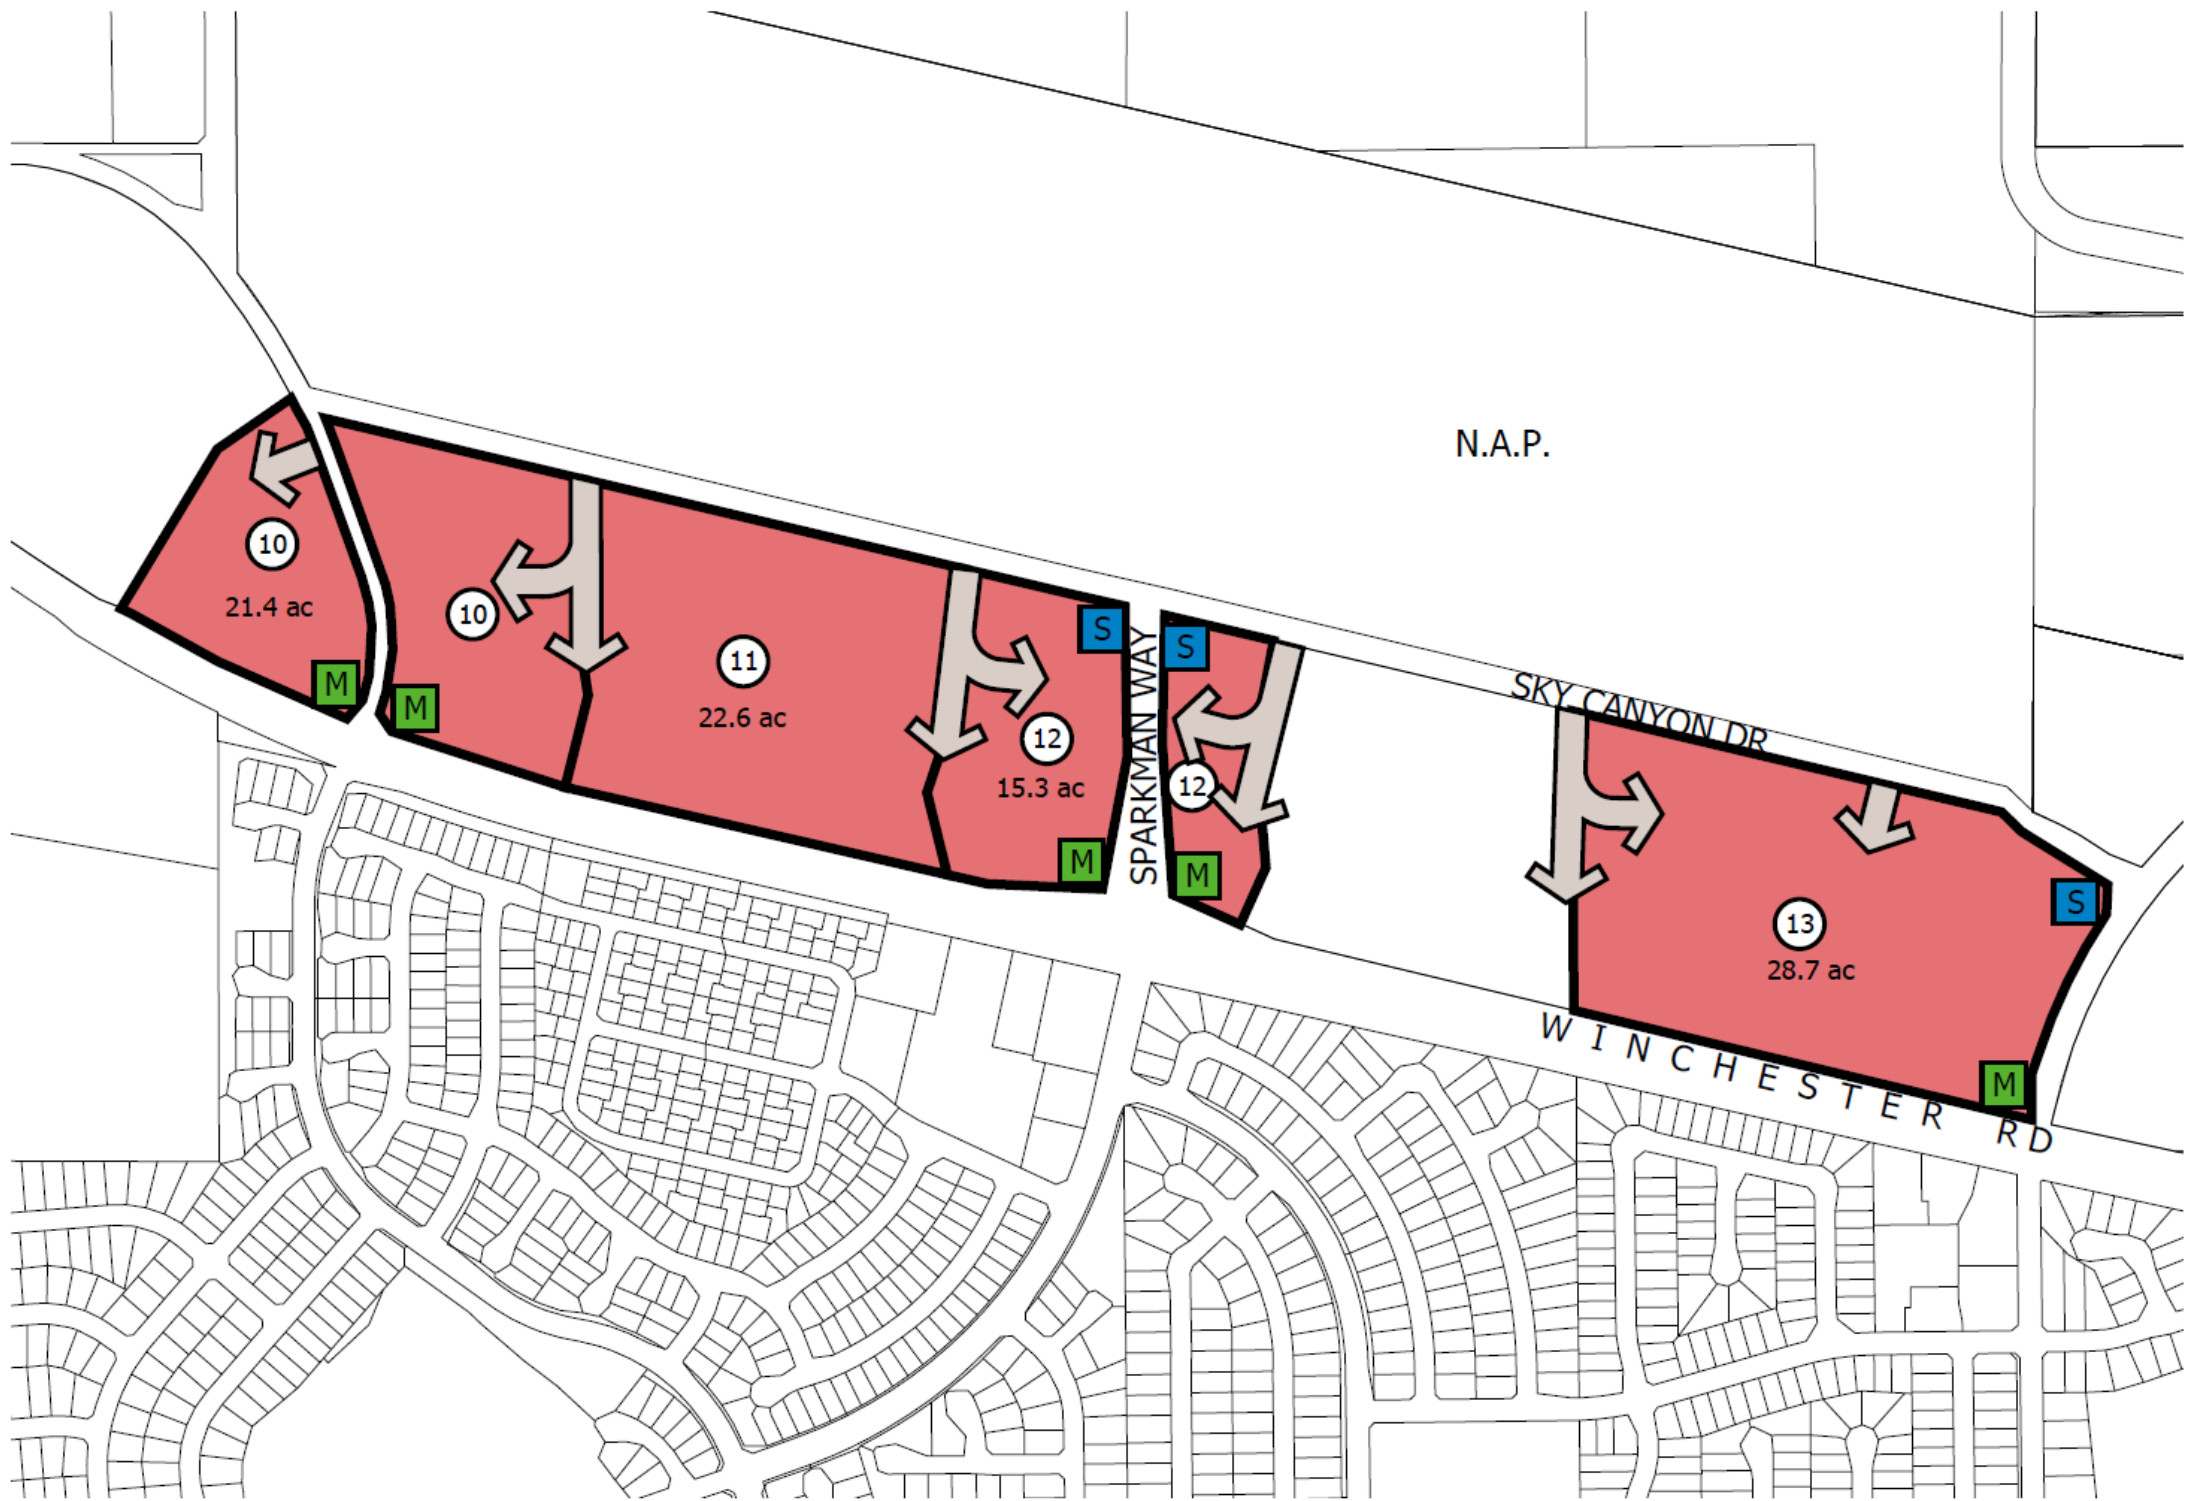 N.A.P.
10
21.4 ac
M
10
M
11
22.6 ac
S
12
15.3 ac
M
SPARKMAN WAY
S
12
M
SKY CANYON DR
13
28.7 ac
S
M
WINCHESTER RD